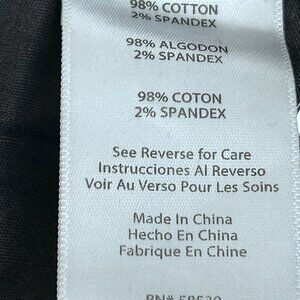 98% COTTON
2% SPANDEX
98% ALGODON
2% SPANDEX
98% COTON
2% SPANDEX
See Reverse for Care
Instrucciones Al Reverso
Voir Au Verso Pour Les Soins
Made In China
Hecho En China
Fabrique En Chine
RN#